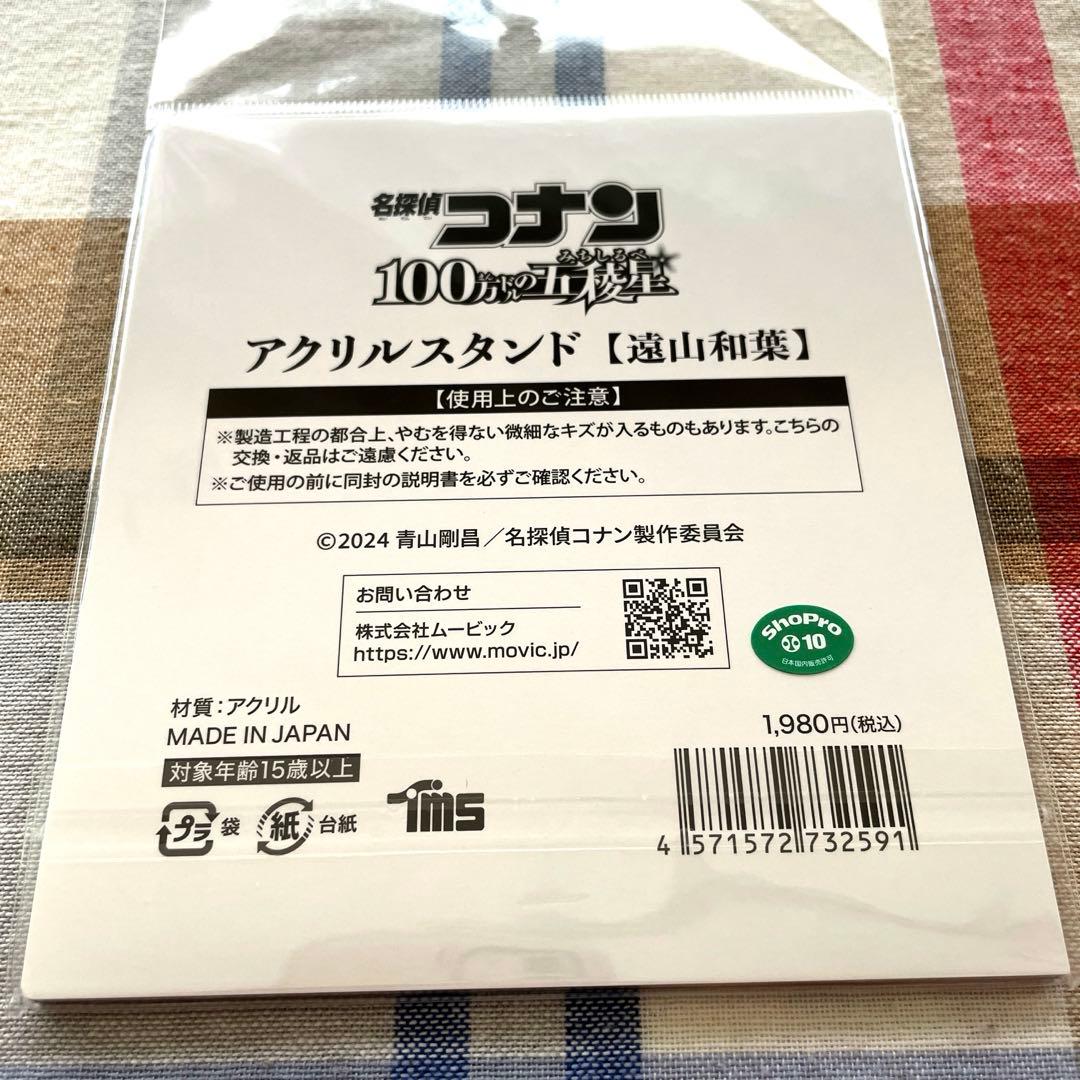 名探偵コナン
100万ドルの五稜星
みちしるべ
アクリルスタンド【遠山和葉】
【使用上のご注意】
※製造工程の都合上、やむを得ない微細なキズが入るものもあります。こちらの
交換・返品はご遠慮ください。
※ご使用の前に同封の説明書を必ずご確認ください。
©2024 青山剛昌／名探偵コナン製作委員会
お問い合わせ
株式会社ムービック
https://www.movic.jp/
ShoPro
10
日本国内販売許可
材質：アクリル
MADE IN JAPAN
対象年齢15歳以上
プラ 袋 紙 台紙
TMS
1,980円(税込)
4 571572 732591